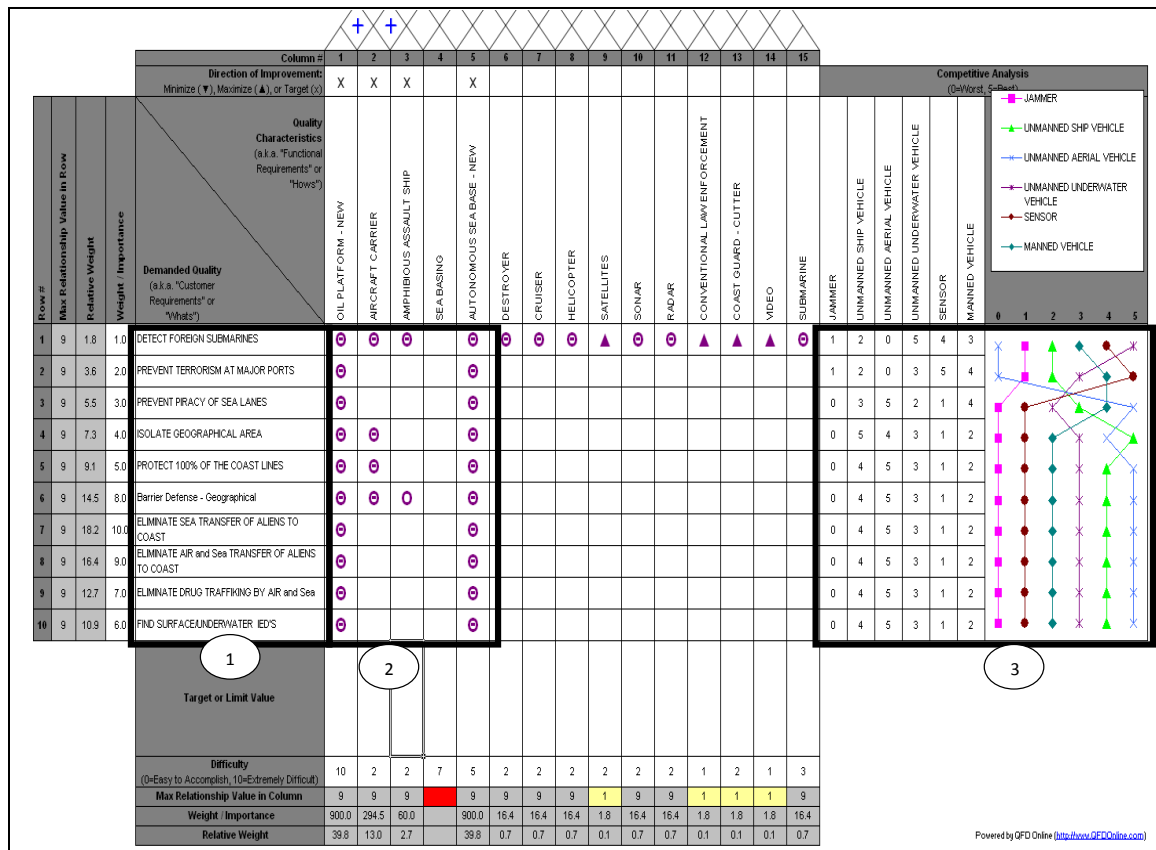 + +
Column # 1 2 3 4 5 6 7 8 9 10 11 12 13 14 15
Direction of Improvement:
Minimize (▼), Maximize (▲), or Target (x) X X X X
Competitive Analysis
(0=Worst, 5=Best)
JAMMER
UNMANNED SHIP VEHICLE
UNMANNED AERIAL VEHICLE
UNMANNED UNDERWATER
VEHICLE
SENSOR
MANNED VEHICLE
Row #
Max Relationship Value in Row
Relative Weight
Weight / Importance
Quality
Characteristics
(a.k.a. "Functional
Requirements" or
"Hows")
Demanded Quality
(a.k.a. "Customer
Requirements" or
"Whats")
OIL PLATFORM - NEW
AIRCRAFT CARRIER
AMPHIBIOUS ASSAULT SHIP
SEA BASING
AUTONOMOUS SEA BASE - NEW
DESTROYER
CRUISER
HELICOPTER
SATELLITES
SONAR
RADAR
CONVENTIONAL LAW ENFORCEMENT
COAST GUARD - CUTTER
VIDEO
SUBMARINE
JAMMER
UNMANNED SHIP VEHICLE
UNMANNED AERIAL VEHICLE
UNMANNED UNDERWATER VEHICLE
SENSOR
MANNED VEHICLE
0 1 2 3 4 5
1 9 1.8 1.0 DETECT FOREIGN SUBMARINES 1 2 0 5 4 3
2 9 3.6 2.0 PREVENT TERRORISM AT MAJOR PORTS 1 2 0 3 5 4
3 9 5.5 3.0 PREVENT PIRACY OF SEA LANES 0 3 5 2 1 4
4 9 7.3 4.0 ISOLATE GEOGRAPHICAL AREA 0 5 4 3 1 2
5 9 9.1 5.0 PROTECT 100% OF THE COAST LINES 0 4 5 3 1 2
6 9 14.5 8.0 Barrier Defense - Geographical 0 4 5 3 1 2
7 9 18.2 10.0 ELIMINATE SEA TRANSFER OF ALIENS TO
COAST 0 4 5 3 1 2
8 9 16.4 9.0 ELIMINATE AIR and Sea TRANSFER OF ALIENS
TO COAST 0 4 5 3 1 2
9 9 12.7 7.0 ELIMINATE DRUG TRAFFIKING BY AIR and Sea 0 4 5 3 1 2
10 9 10.9 6.0 FIND SURFACE/UNDERWATER IED'S 0 4 5 3 1 2
1 2 3
Target or Limit Value
Difficulty
(0=Easy to Accomplish, 10=Extremely Difficult) 10 2 2 7 5 2 2 2 2 2 2 1 2 1 3
Max Relationship Value in Column 9 9 9 9 9 9 9 1 9 9 1 1 1 9
Weight / Importance 900.0 294.5 60.0 900.0 16.4 16.4 16.4 1.8 16.4 16.4 1.8 1.8 1.8 16.4
Relative Weight 39.8 13.0 2.7 39.8 0.7 0.7 0.7 0.1 0.7 0.7 0.1 0.1 0.1 0.7
Powered by QFD Online (http://www.QFDOnline.com)